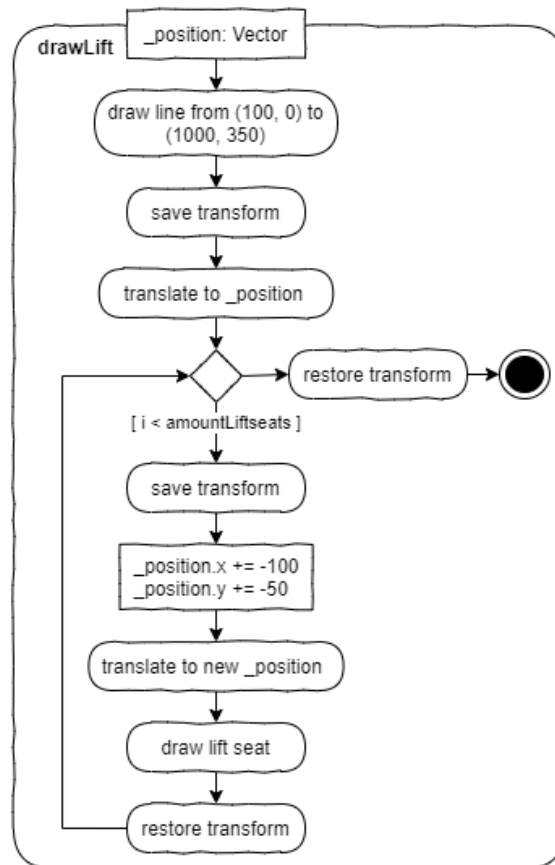 drawLift
_position: Vector
draw line from (100, 0) to
(1000, 350)
save transform
translate to _position
restore transform
[ i < amountLiftseats ]
save transform
_position.x += -100
_position.y += -50
translate to new _position
draw lift seat
restore transform